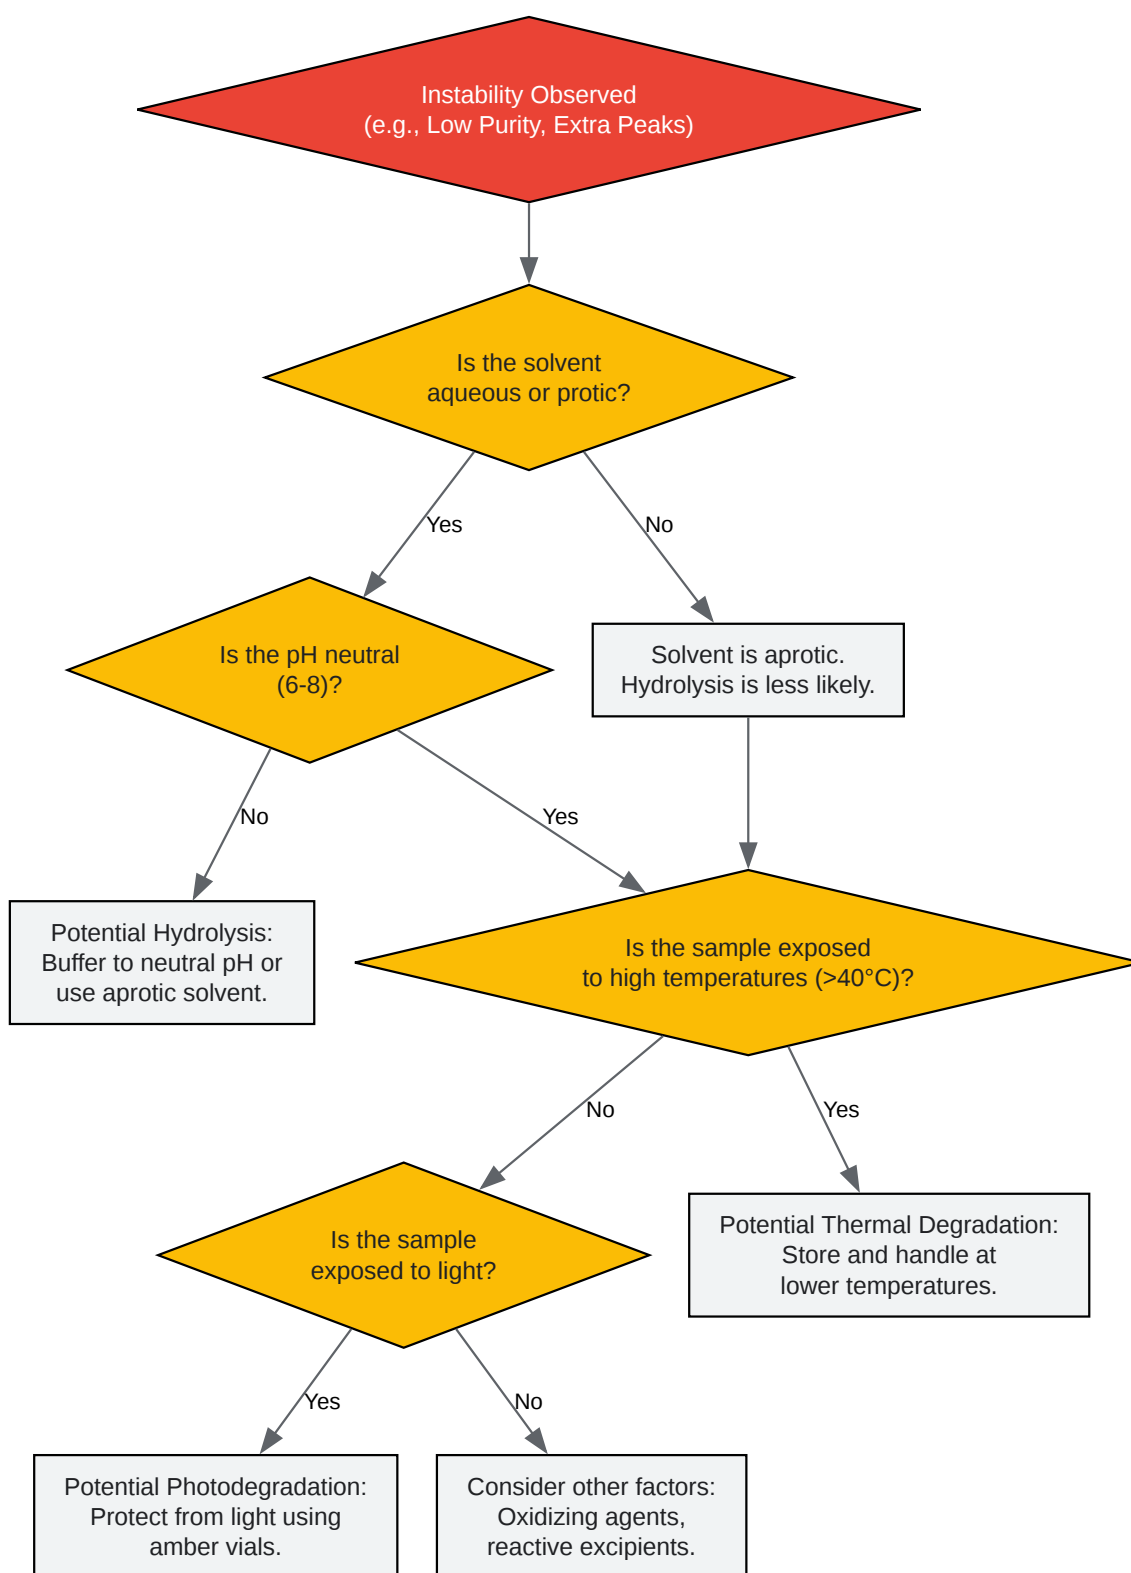 Instability Observed
(e.g., Low Purity, Extra Peaks)
Is the solvent
aqueous or protic?
Yes
No
Is the pH neutral
(6-8)?
Solvent is aprotic.
Hydrolysis is less likely.
No
Yes
Potential Hydrolysis:
Buffer to neutral pH or
use aprotic solvent.
Is the sample exposed
to high temperatures (>40°C)?
No
Yes
Is the sample
exposed to light?
Potential Thermal Degradation:
Store and handle at
lower temperatures.
Yes
No
Potential Photodegradation:
Protect from light using
amber vials.
Consider other factors:
Oxidizing agents,
reactive excipients.